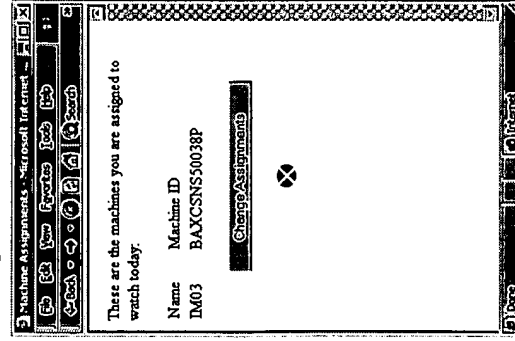 Machine Assignments - Microsoft Internet ...
File Edit View Favorites Tools Help
Back Search
These are the machines you are assigned to
watch today:
Name Machine ID
IM03 BAXCSNS50038P
Change Assignments
Done Internet